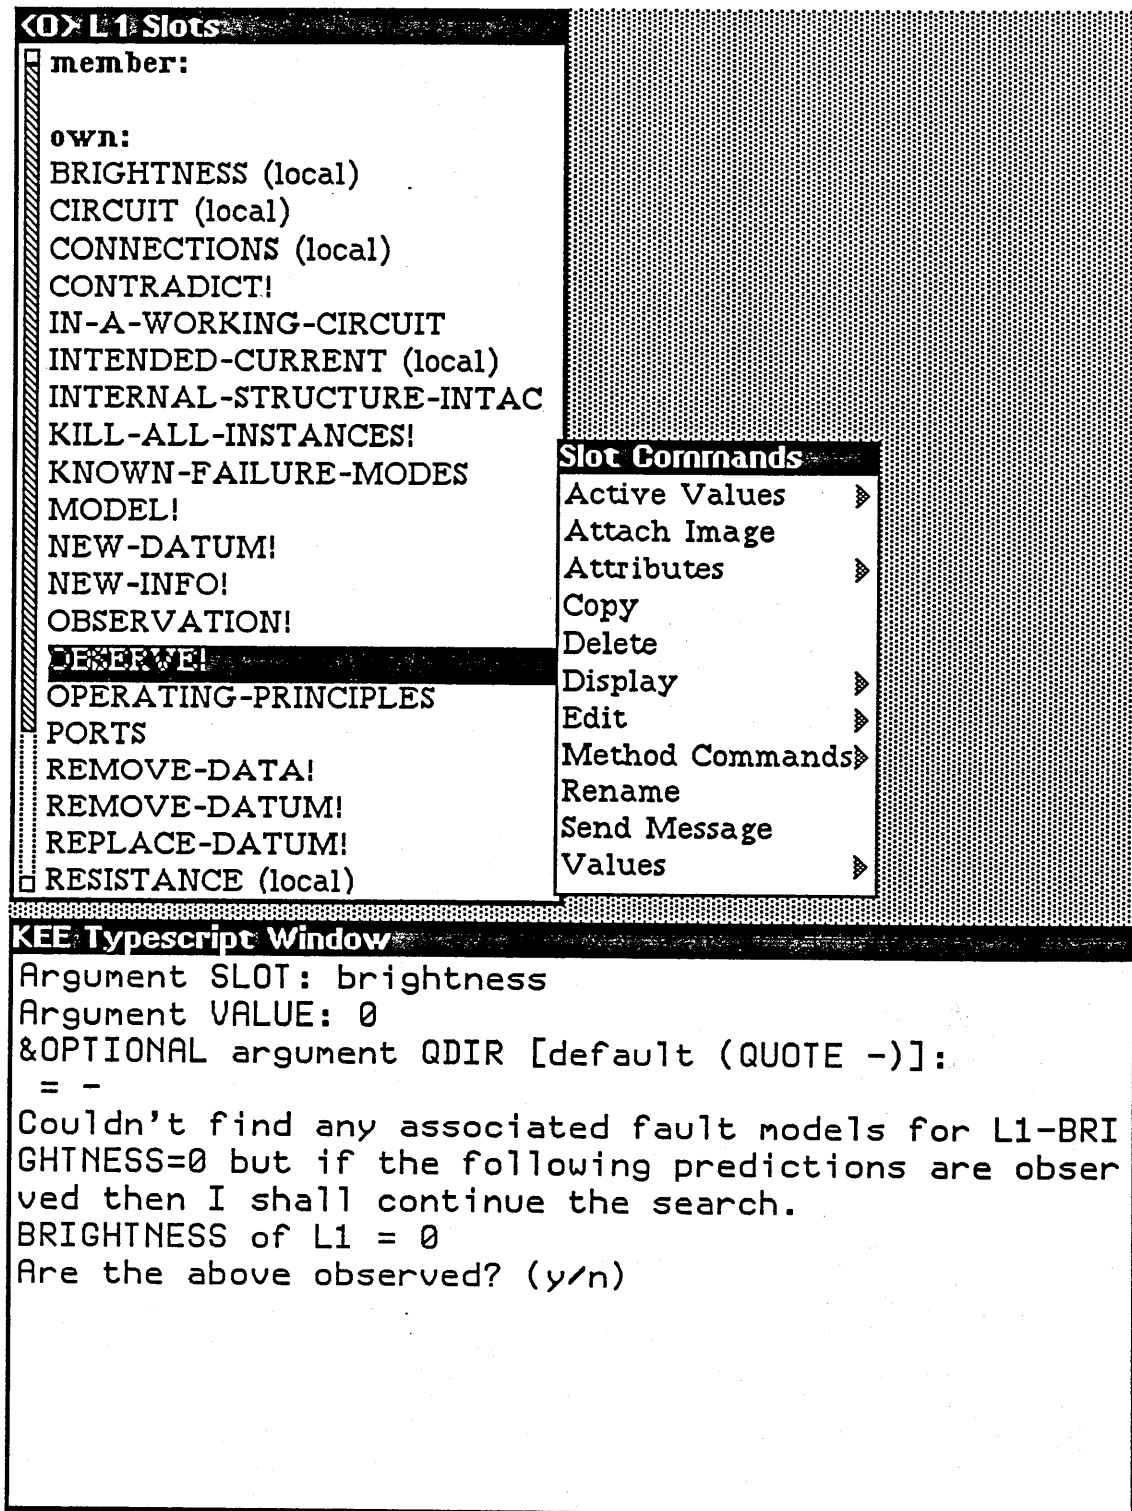 <O> L1 Slots
member:
own:
BRIGHTNESS (local)
CIRCUIT (local)
CONNECTIONS (local)
CONTRADICT!
IN-A-WORKING-CIRCUIT
INTENDED-CURRENT (local)
INTERNAL-STRUCTURE-INTAC
KILL-ALL-INSTANCES!
KNOWN-FAILURE-MODES
MODEL!
NEW-DATUM!
NEW-INFO!
OBSERVATION!
OBSERVE!
OPERATING-PRINCIPLES
PORTS
REMOVE-DATA!
REMOVE-DATUM!
REPLACE-DATUM!
RESISTANCE (local)
Slot Commands
Active Values
Attach Image
Attributes
Copy
Delete
Display
Edit
Method Commands
Rename
Send Message
Values
KEE Typescript Window
Argument SLOT: brightness
Argument VALUE: 0
&OPTIONAL argument QDIR [default (QUOTE -)]:
= -
Couldn't find any associated fault models for L1-BRI
GHTNESS=0 but if the following predictions are obser
ved then I shall continue the search.
BRIGHTNESS of L1 = 0
Are the above observed? (y/n)